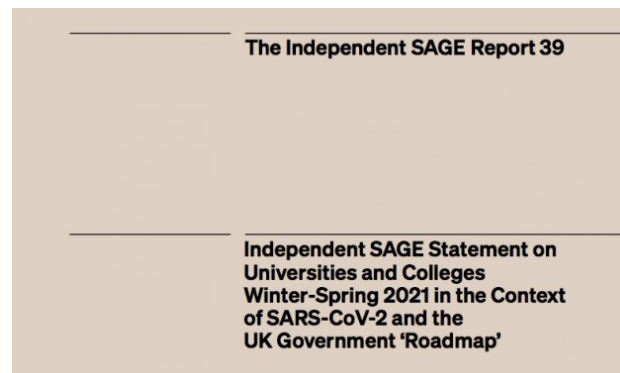 The Independent SAGE Report 39
Independent SAGE Statement on
Universities and Colleges
Winter-Spring 2021 in the Context
of SARS-CoV-2 and the
UK Government ‘Roadmap’